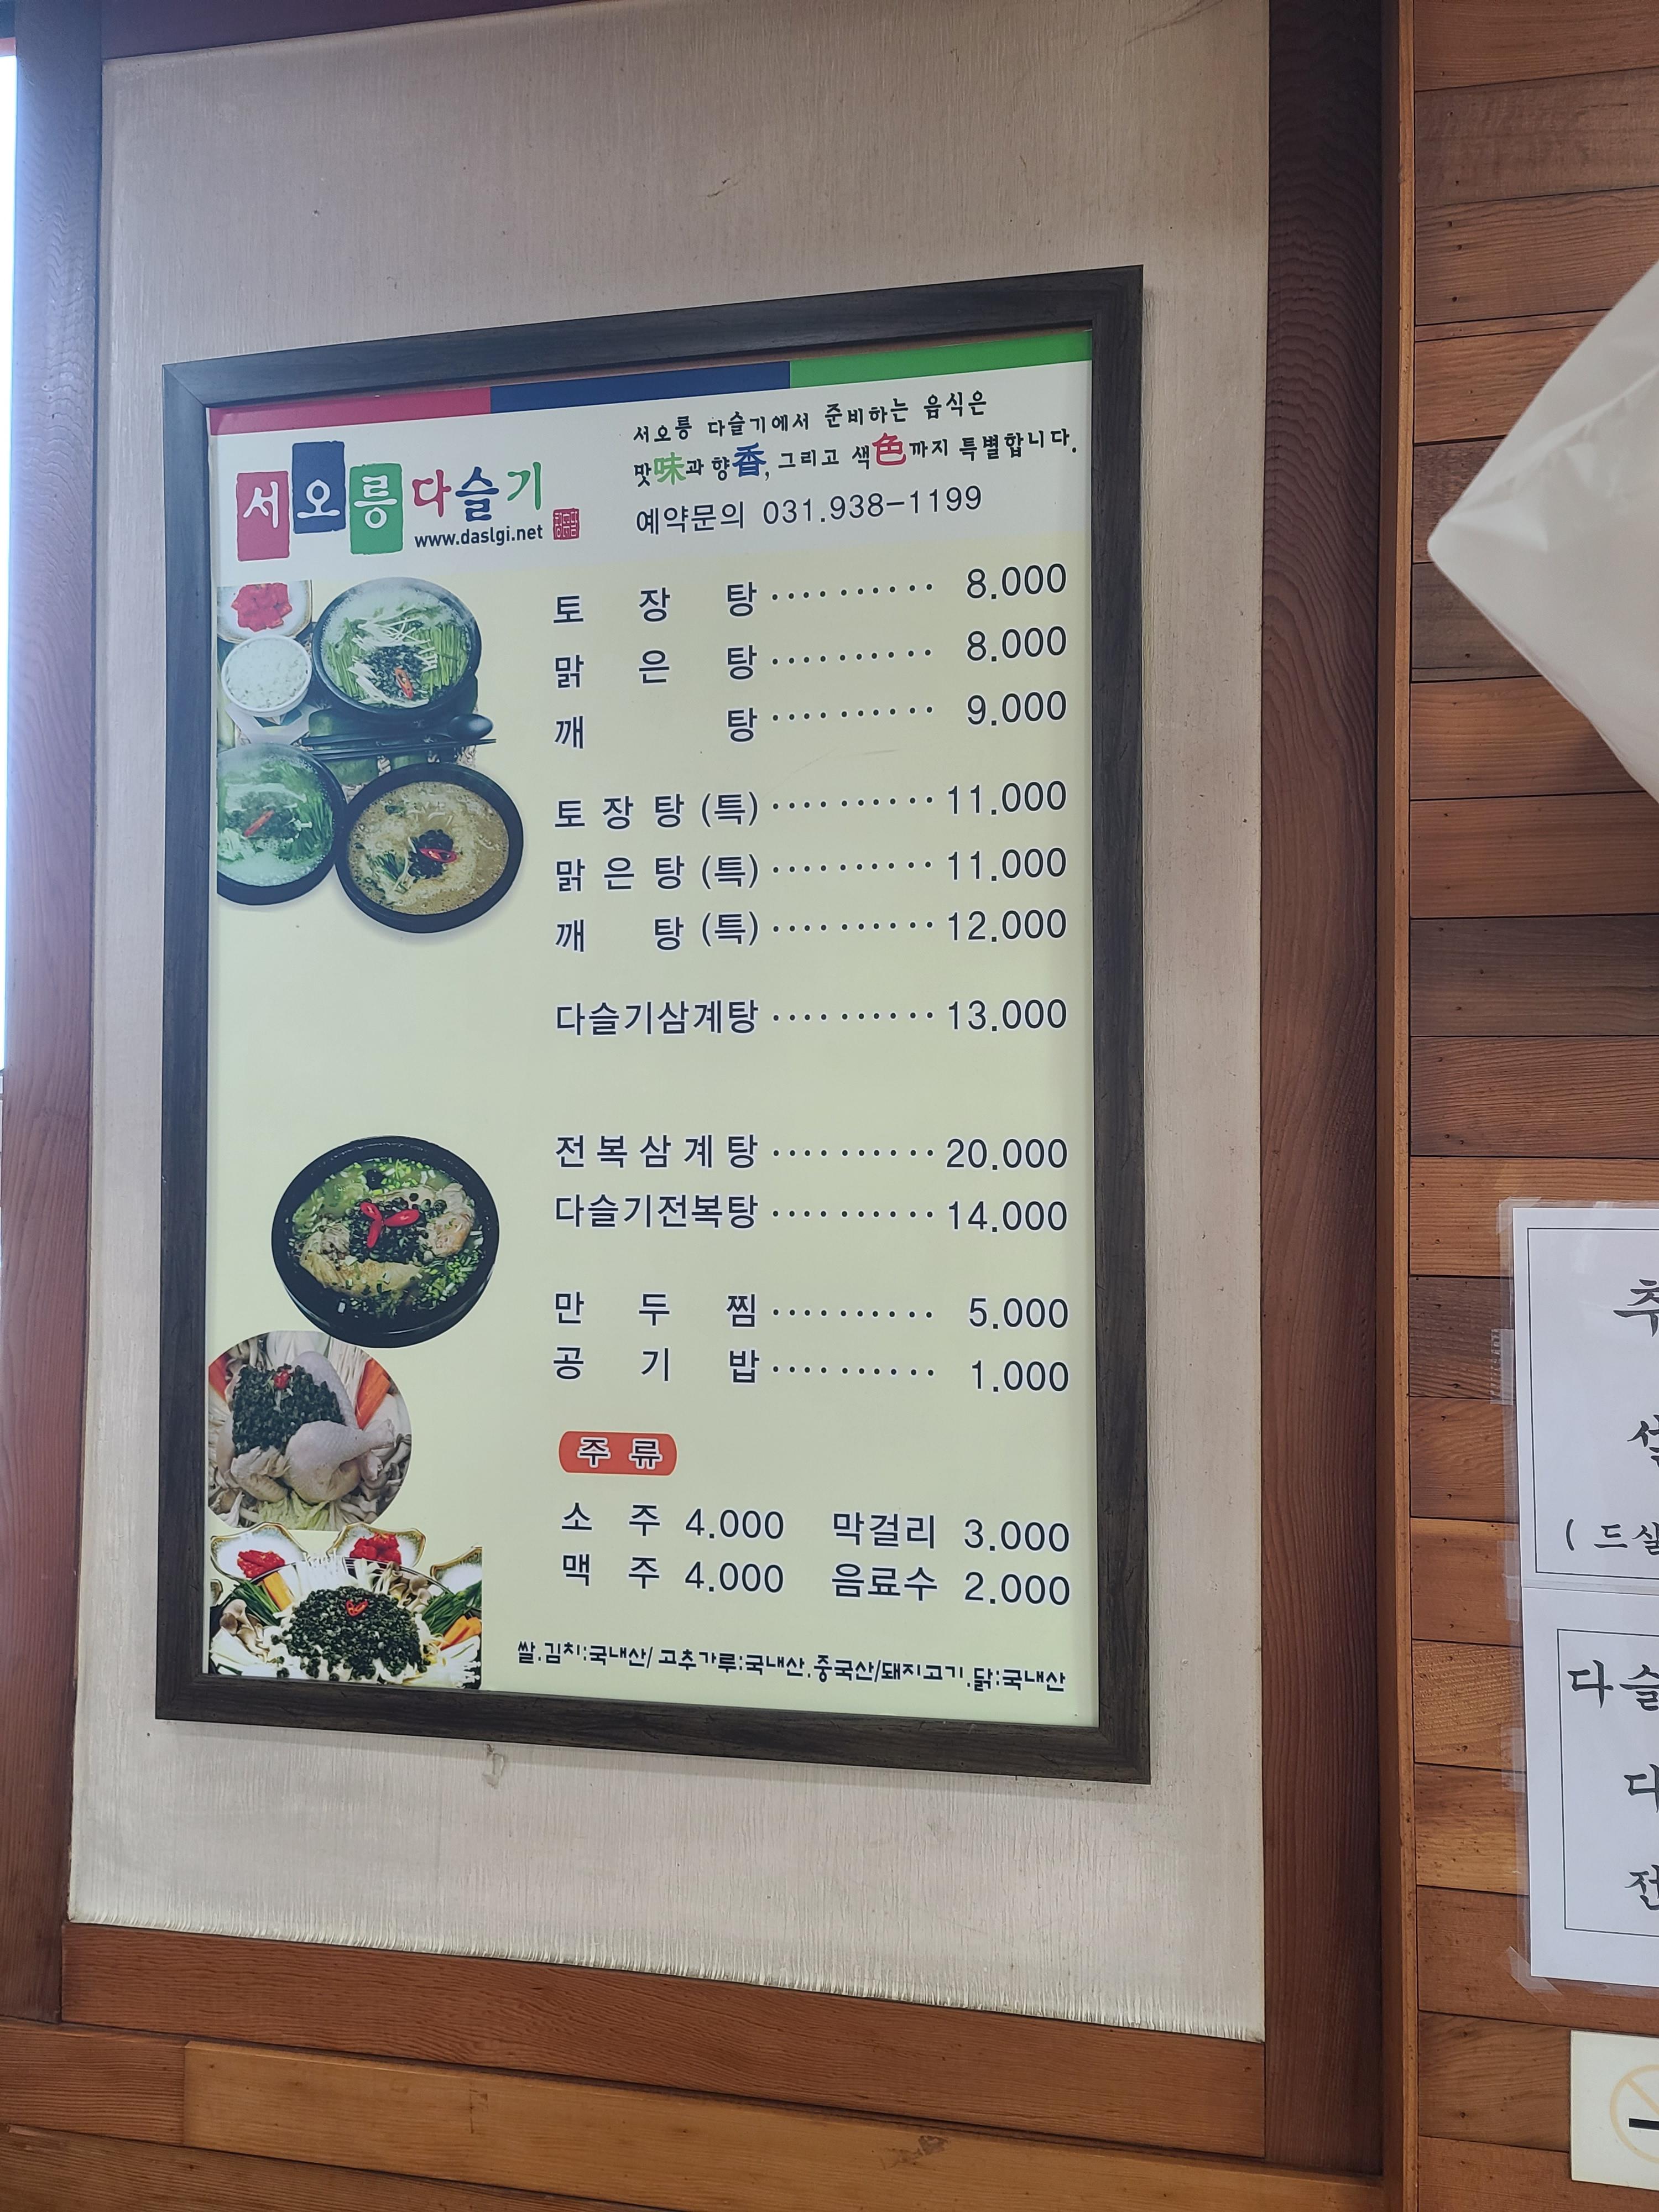 서오릉 다슬기에서 준비하는 음식은
맛味과 향香, 그리고 색色까지 특별합니다.
예약문의 031.938-1199
서오릉다슬기
www.daslgi.net
토장탕 ·········· 8.000
맑은탕 ·········· 8.000
깨탕 ·········· 9.000
토장탕(특) ·········· 11.000
맑은탕(특) ·········· 11.000
깨탕(특) ·········· 12.000
다슬기삼계탕 ·········· 13.000
전복삼계탕 ·········· 20.000
다슬기전복탕 ·········· 14.000
만두찜 ·········· 5.000
공기밥 ·········· 1.000
주류
소주 4.000 막걸리 3.000
맥주 4.000 음료수 2.000
쌀.김치:국내산/ 고추가루:국내산.중국산/돼지고기.닭:국내산
추
( 드실
다슬
다
전